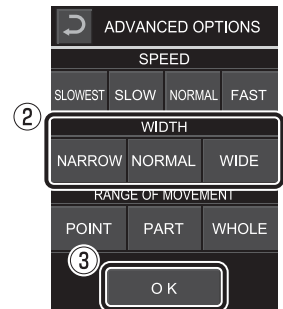 ADVANCED OPTIONS
SPEED
SLOWEST SLOW NORMAL FAST
② WIDTH
NARROW NORMAL WIDE
RANGE OF MOVEMENT
POINT PART WHOLE
③
OK